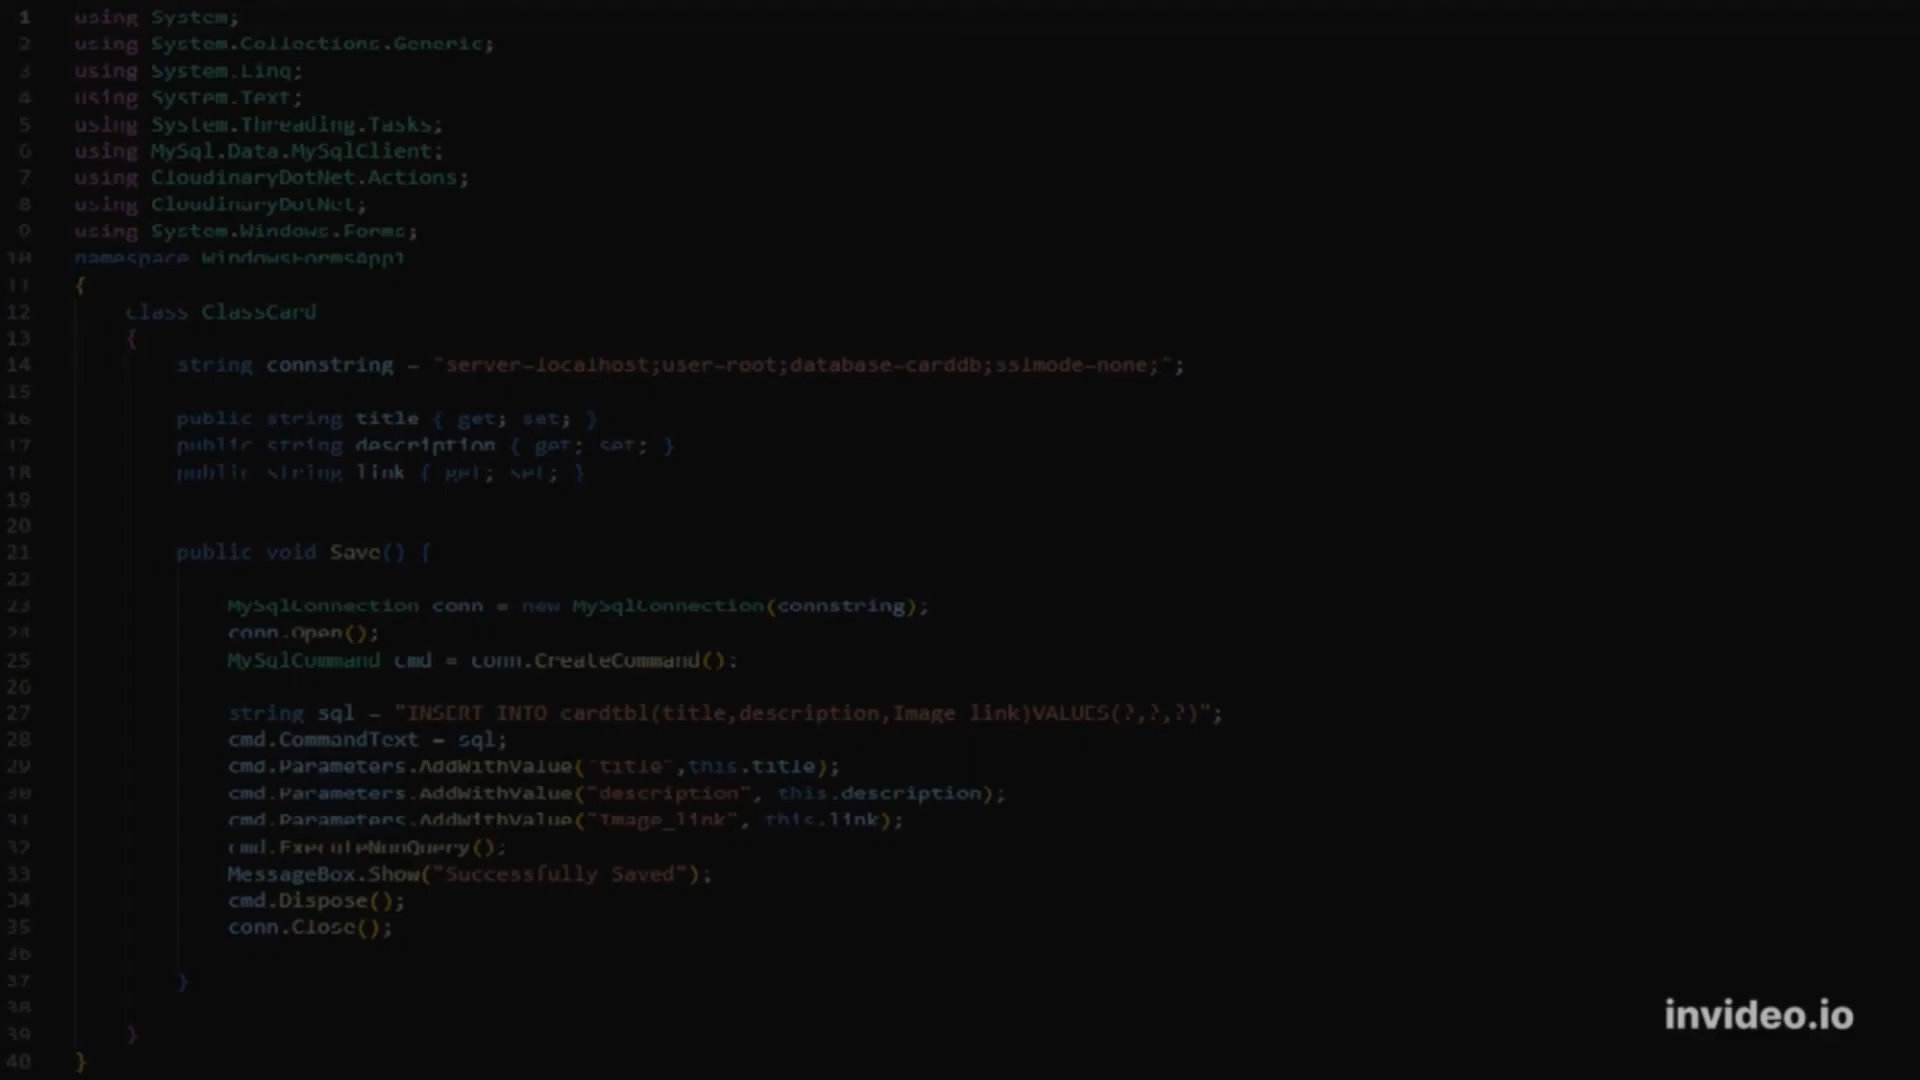 1 using System;
2 using System.Collections.Generic;
3 using System.Linq;
4 using System.Text;
5 using System.Threading.Tasks;
6 using MySql.Data.MySqlClient;
7 using CloudinaryDotNet.Actions;
8 using CloudinaryDotNet;
9 using System.Windows.Forms;
10 namespace WindowsFormsApp1
11 {
12 class ClassCard
13 {
14 string connstring = "server=localhost;user=root;database=carddb;sslmode=none;";
15
16 public string title { get; set; }
17 public string description { get; set; }
18 public string link { get; set; }
19
20
21 public void Save() {
22
23 MySqlConnection conn = new MySqlConnection(connstring);
24 conn.Open();
25 MySqlCommand cmd = conn.CreateCommand();
26
27 string sql = "INSERT INTO cardtbl(title,description,Image_link)VALUES(?,?,?)";
28 cmd.CommandText = sql;
29 cmd.Parameters.AddWithValue("title",this.title);
30 cmd.Parameters.AddWithValue("description", this.description);
31 cmd.Parameters.AddWithValue("Image_link", this.link);
32 cmd.ExecuteNonQuery();
33 MessageBox.Show("Successfully Saved");
34 cmd.Dispose();
35 conn.Close();
36
37 }
38
39 }
40 }
invideo.io